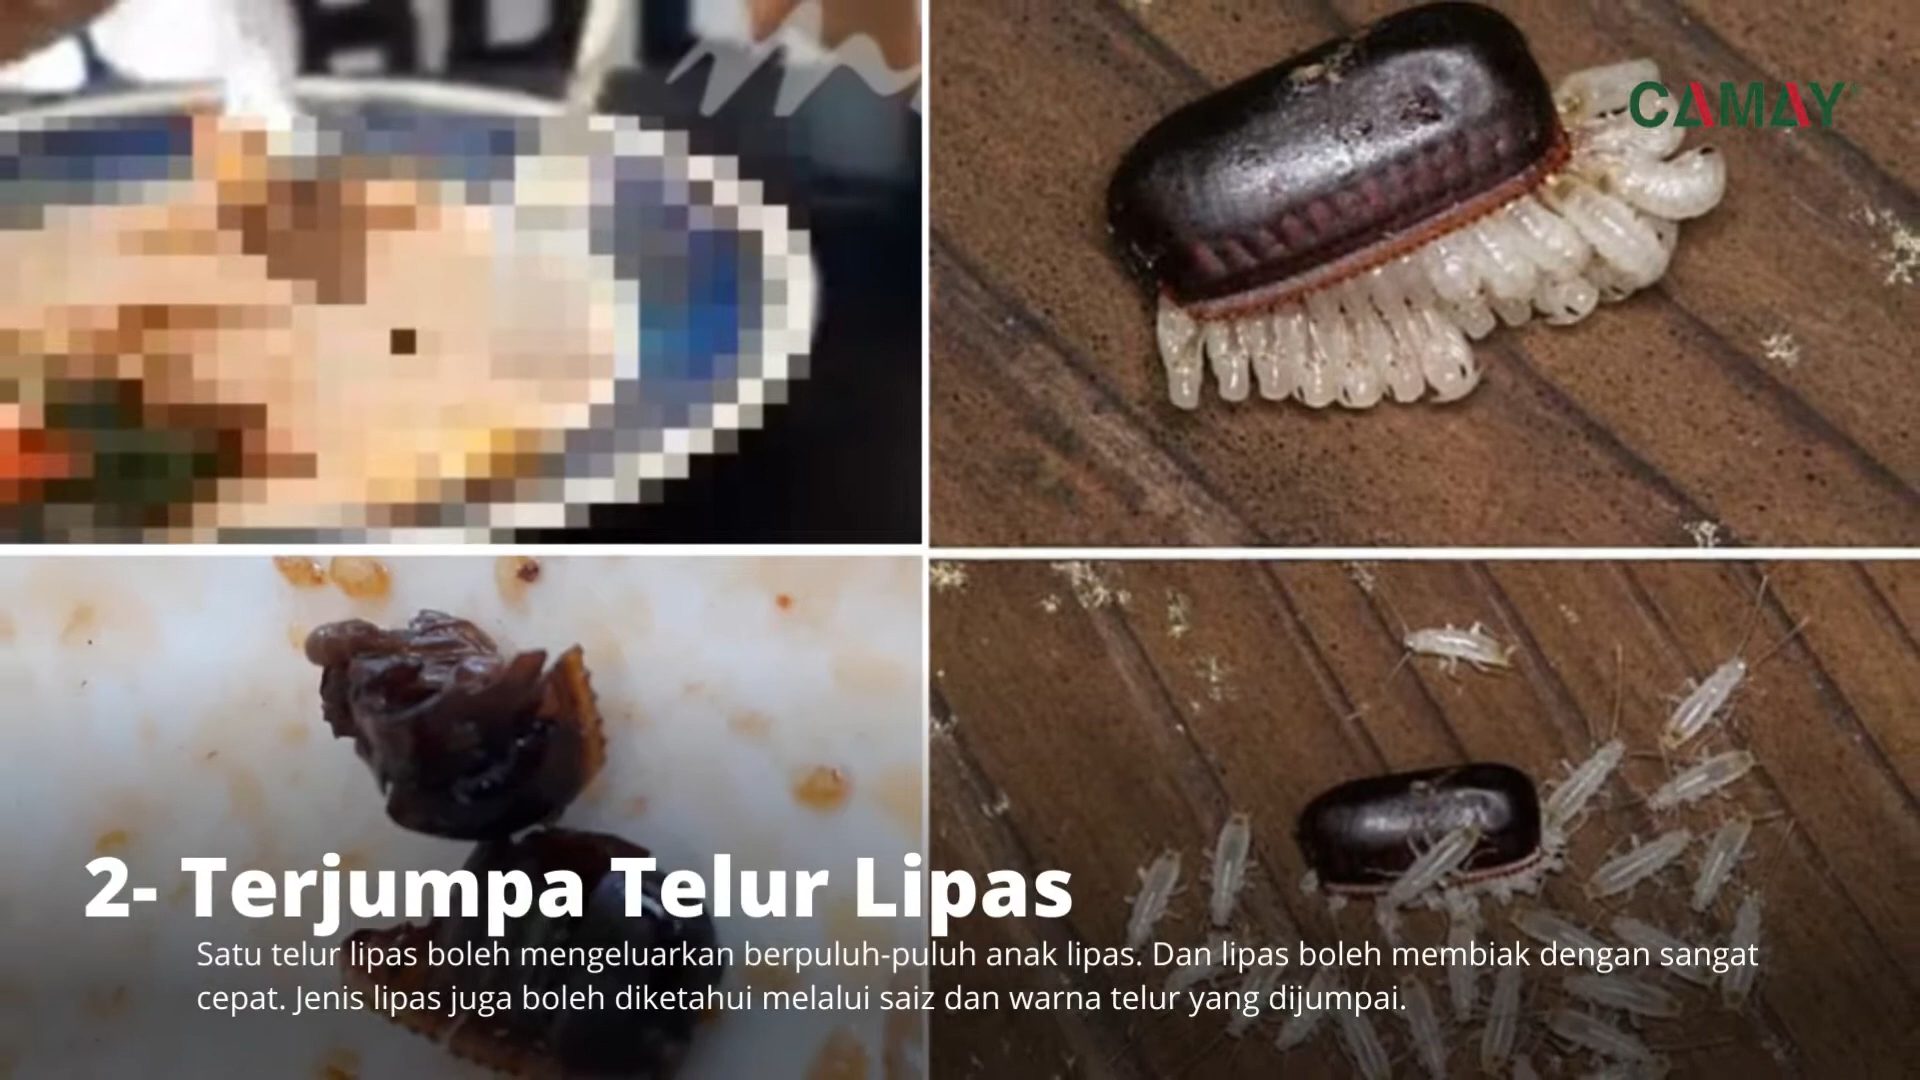 CAMAY
2- Terjumpa Telur Lipas
Satu telur lipas boleh mengeluarkan berpuluh-puluh anak lipas. Dan lipas boleh membiak dengan sangat
cepat. Jenis lipas juga boleh diketahui melalui saiz dan warna telur yang dijumpai.